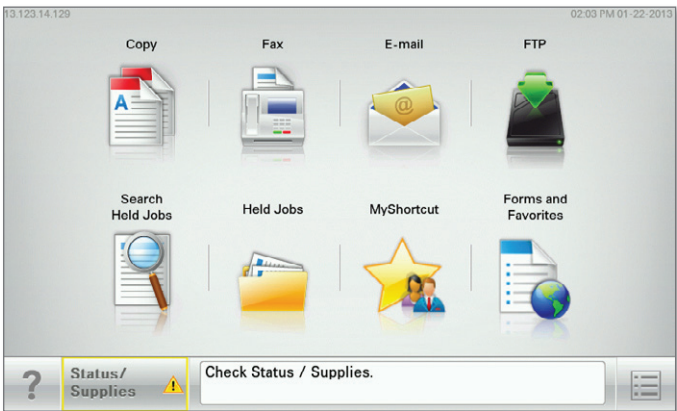 13.123.14.129
02:03 PM 01-22-2013
Copy
Fax
E-mail
FTP
A
@
Search
Held Jobs
Held Jobs
MyShortcut
Forms and
Favorites
?
Status/
Supplies
!
Check Status / Supplies.